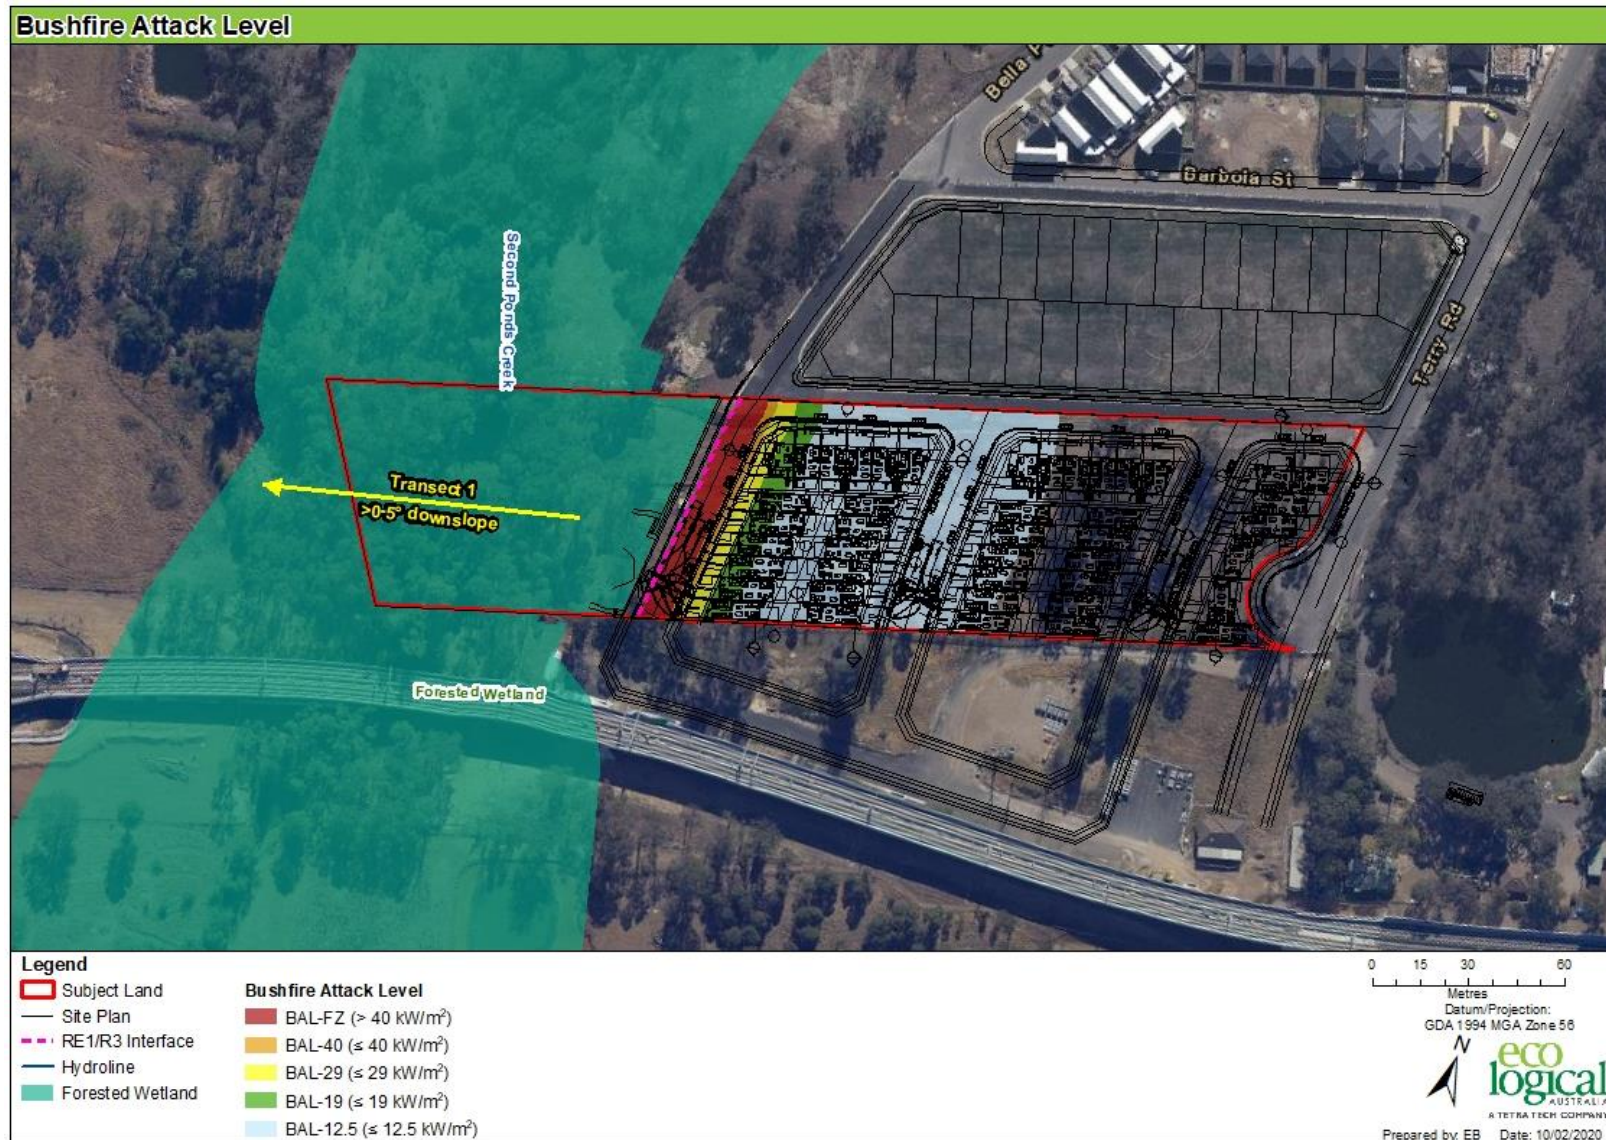 Bushfire Attack Level
Bella P
Barbola St
Second Ponds Creek
Terry Rd
Transect 1
>0-5° downslope
Forested Wetland
Legend
Subject Land
Site Plan
RE1/R3 Interface
Hydroline
Forested Wetland
Bushfire Attack Level
BAL-FZ (> 40 kW/m²)
BAL-40 (≤ 40 kW/m²)
BAL-29 (≤ 29 kW/m²)
BAL-19 (≤ 19 kW/m²)
BAL-12.5 (≤ 12.5 kW/m²)
0 15 30 60
Metres
Datum/Projection:
GDA 1994 MGA Zone 56
N
eco
logical
AUSTRALIA
A TETRA TECH COMPANY
Prepared by: EB Date: 10/02/2020